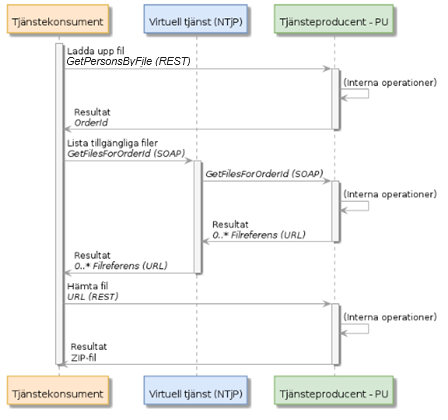 Tjänstekonsument
Virtuell tjänst (NTjP)
Tjänsteproducent - PU
Ladda upp fil
GetPersonsByFile (REST)
(Interna operationer)
Resultat
OrderId
Lista tillgängliga filer
GetFilesForOrderId (SOAP)
GetFilesForOrderId (SOAP)
(Interna operationer)
Resultat
0..* Filreferens (URL)
Resultat
0..* Filreferens (URL)
Hämta fil
URL (REST)
(Interna operationer)
Resultat
ZIP-fil
Tjänstekonsument
Virtuell tjänst (NTjP)
Tjänsteproducent - PU